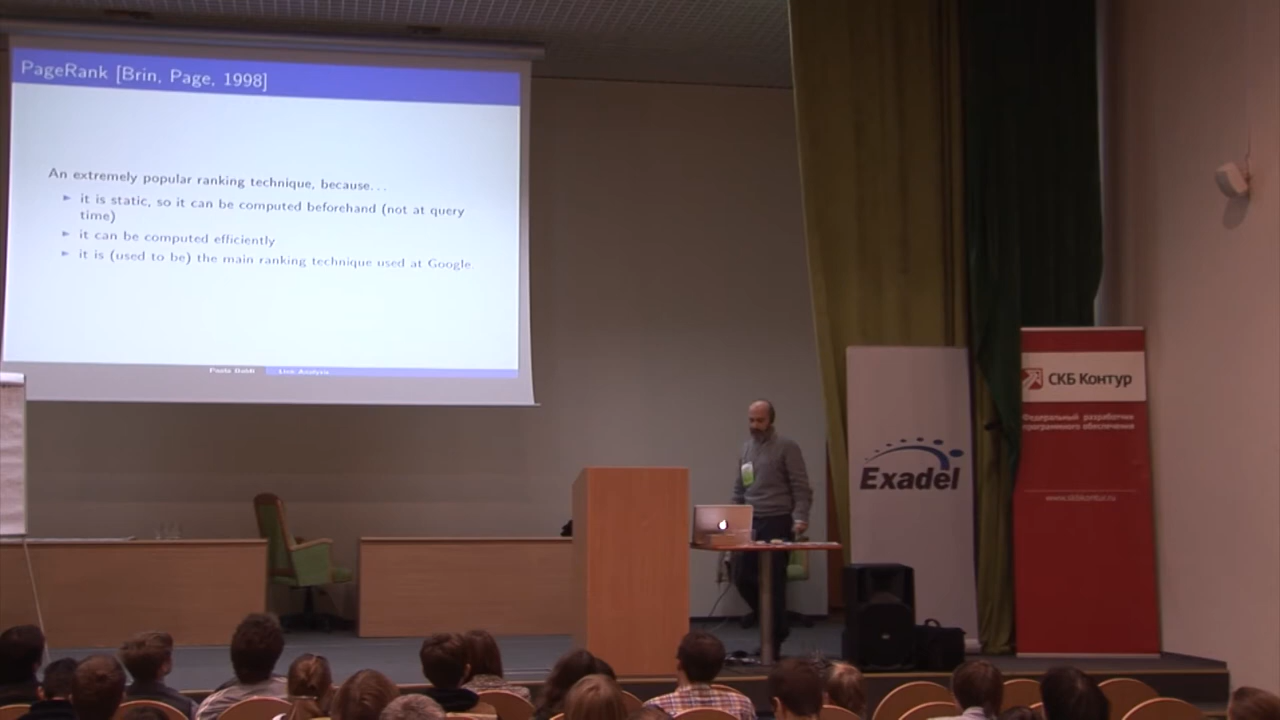 PageRank [Brin, Page, 1998]
An extremely popular ranking technique, because...
► it is static, so it can be computed beforehand (not at query
time)
► it can be computed efficiently
► it is (used to be) the main ranking technique used at Google.
Link Analysis
Exadel
СКБ Контур
Федеральный разработчик
программного обеспечения
www.skbkontur.ru